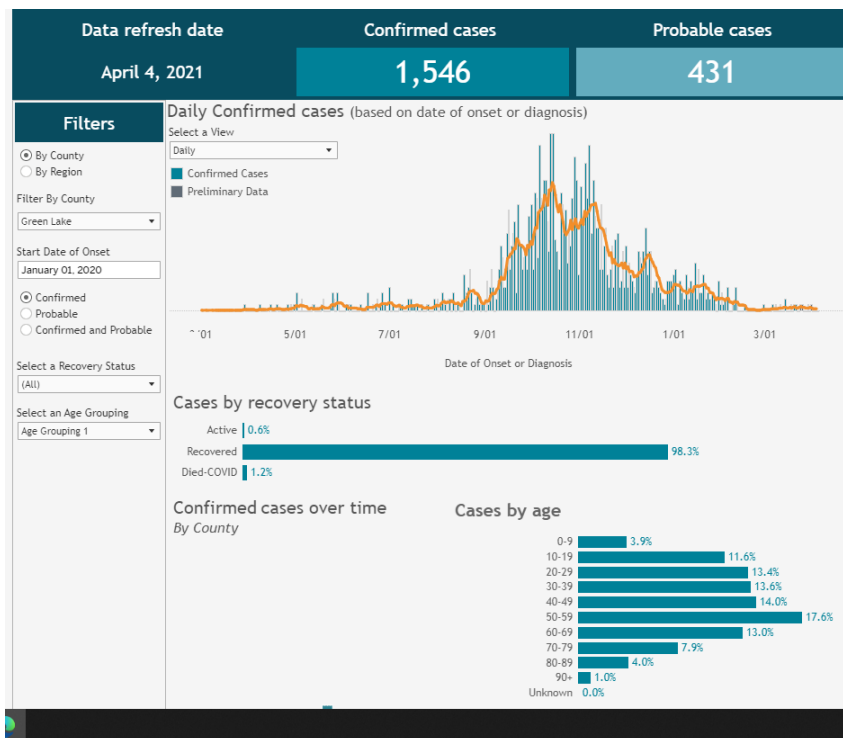 Data refresh date
Confirmed cases
Probable cases
April 4, 2021
1,546
431
Filters
By County
By Region
Filter By County
Green Lake
Start Date of Onset
January 01, 2020
Confirmed
Probable
Confirmed and Probable
Select a Recovery Status
(All)
Select an Age Grouping
Age Grouping 1
Daily Confirmed cases (based on date of onset or diagnosis)
Select a View
Daily
Confirmed Cases
Preliminary Data
5/01 7/01 9/01 11/01 1/01 3/01
Date of Onset or Diagnosis
Cases by recovery status
Active 0.6%
Recovered 98.3%
Died-COVID 1.2%
Confirmed cases over time
By County
Cases by age
0-9 3.9%
10-19 11.6%
20-29 13.4%
30-39 13.6%
40-49 14.0%
50-59 17.6%
60-69 13.0%
70-79 7.9%
80-89 4.0%
90+ 1.0%
Unknown 0.0%